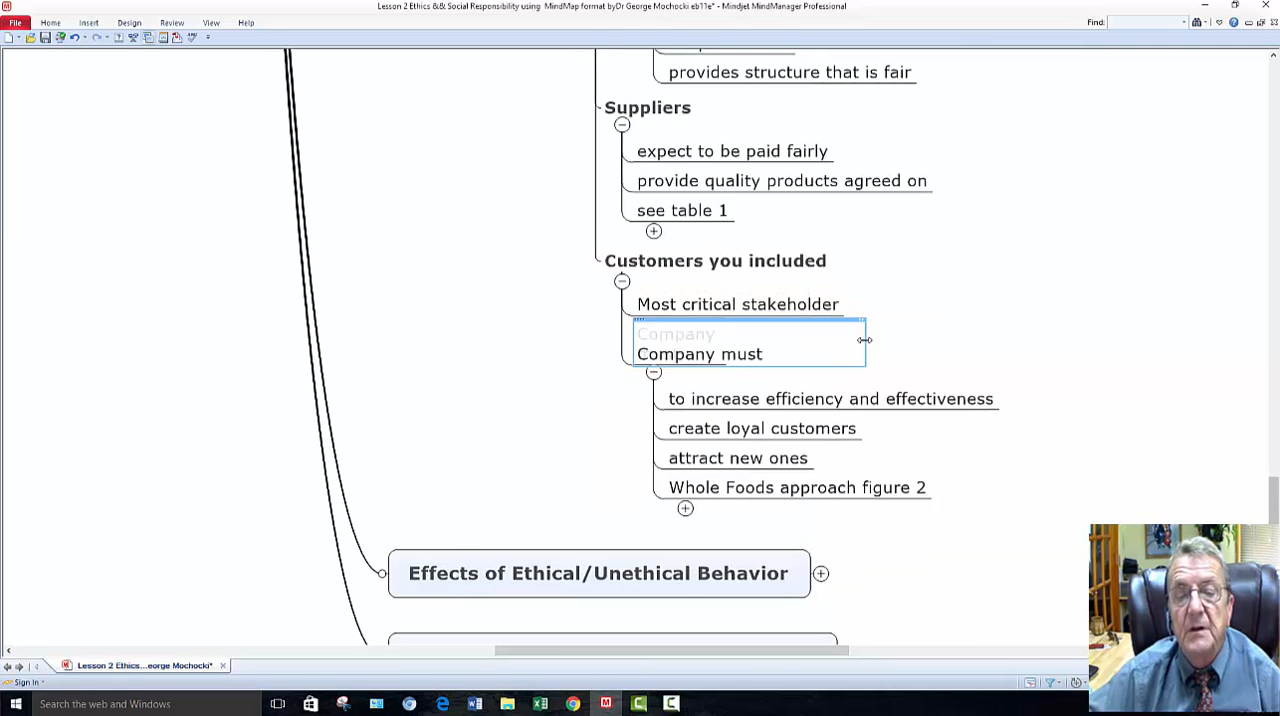 Lesson 2 Ethics && Social Responsibility using MindMap format byDr George Mochocki eb11e* - Mindjet MindManager Professional
File Home Insert Design Review View Help Find:
provides structure that is fair
Suppliers
expect to be paid fairly
provide quality products agreed on
see table 1
Customers you included
Most critical stakeholder
Company
Company must
to increase efficiency and effectiveness
create loyal customers
attract new ones
Whole Foods approach figure 2
Effects of Ethical/Unethical Behavior
Lesson 2 Ethics...eorge Mochocki*
Sign In
Search the web and Windows